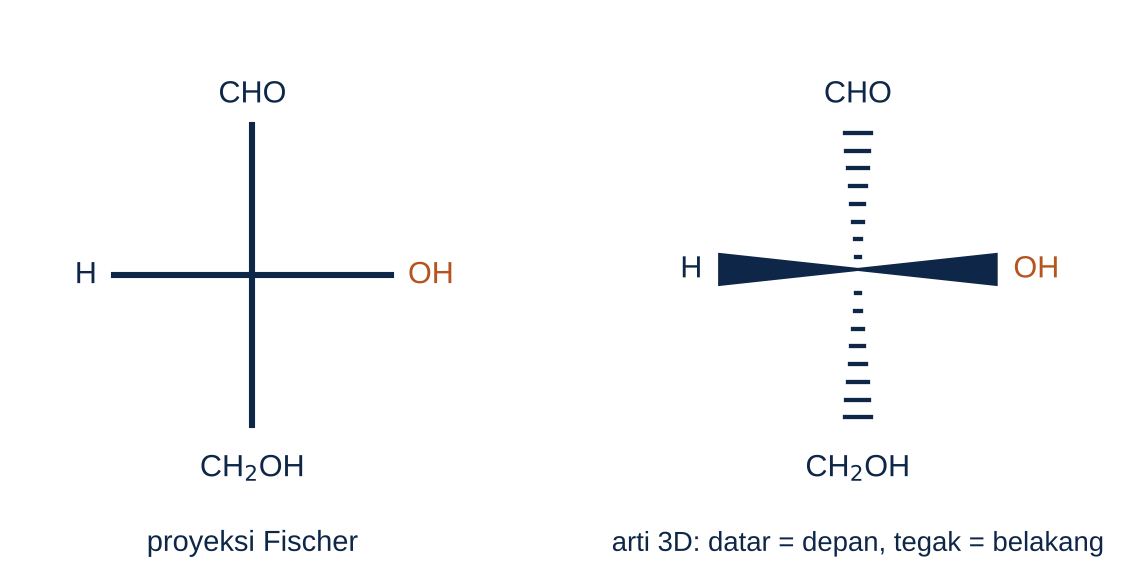 CHO
CHO
H
OH
H
OH
CH₂OH
CH₂OH
proyeksi Fischer
arti 3D: datar = depan, tegak = belakang